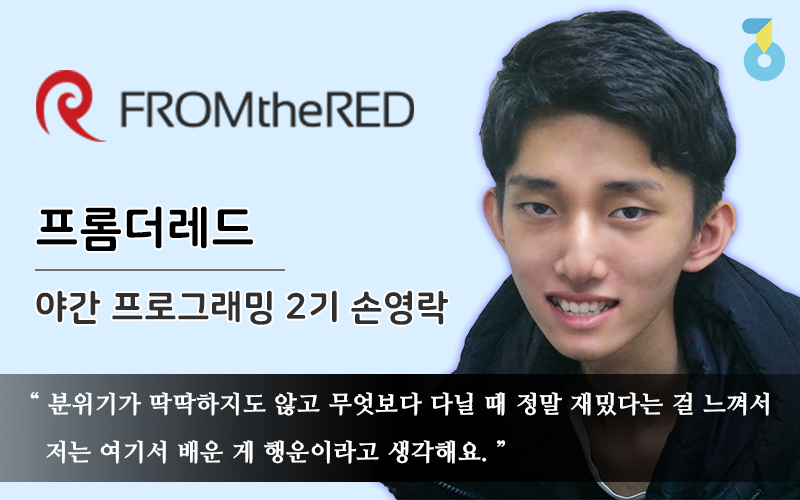 FROMtheRED
프롬더레드
야간 프로그래밍 2기 손영락
“ 분위기가 딱딱하지도 않고 무엇보다 다닐 때 정말 재밌다는 걸 느껴서
저는 여기서 배운 게 행운이라고 생각해요. ”